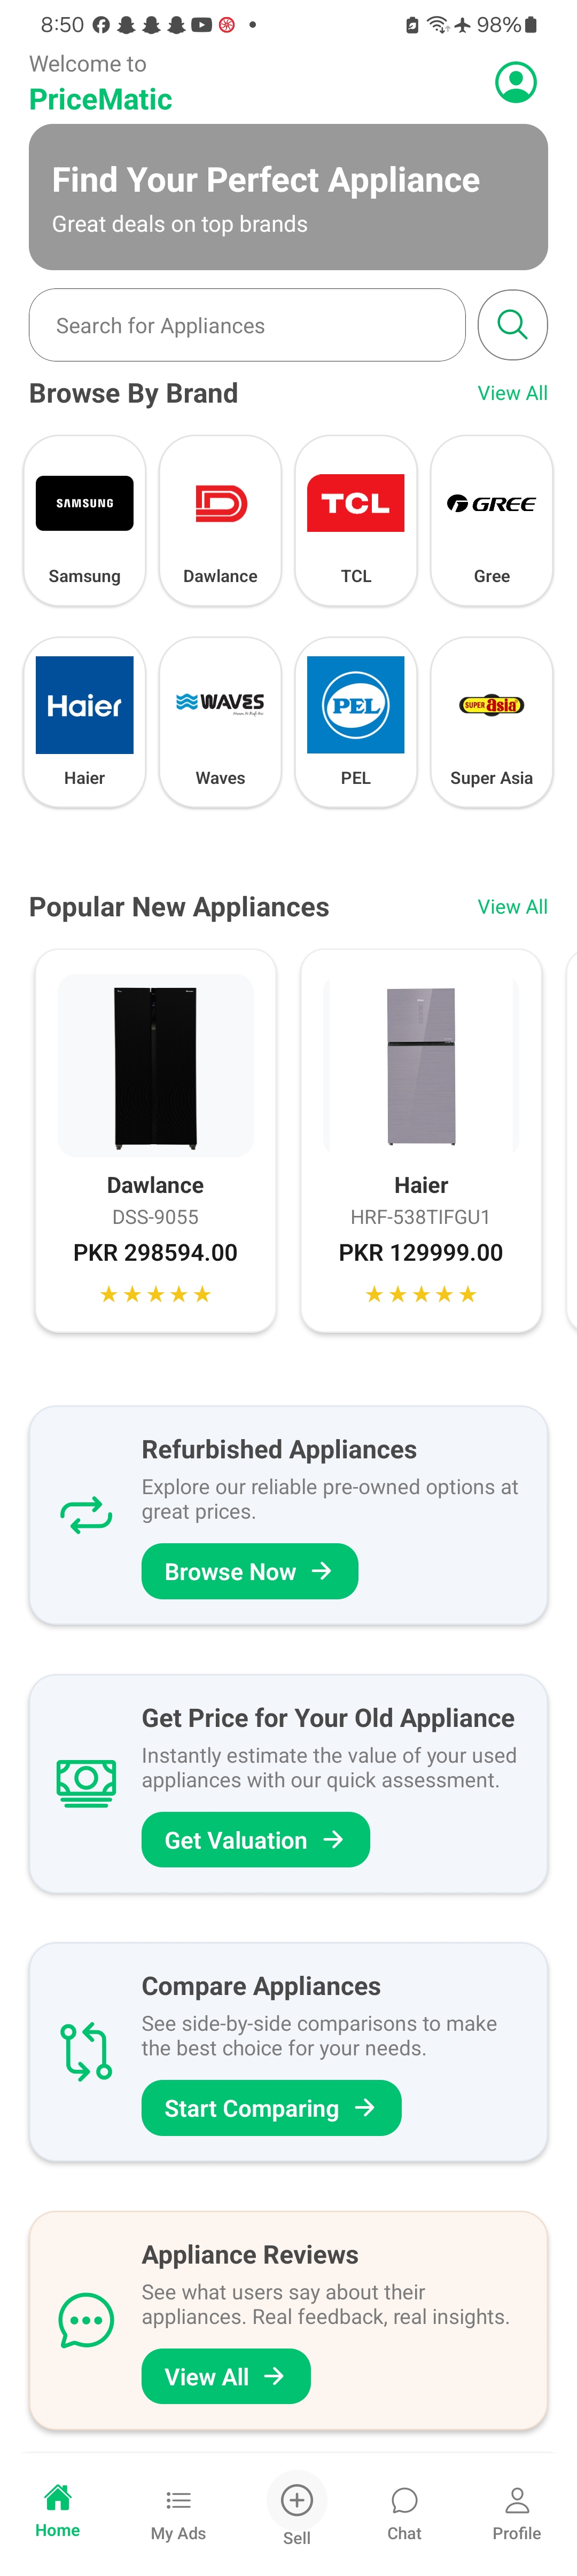 8:50
98%
Welcome to
PriceMatic
Find Your Perfect Appliance
Great deals on top brands
Search for Appliances
Browse By Brand View All
SAMSUNG TCL GREE
Samsung Dawlance TCL Gree
Haier WAVES PEL SUPER asia
Haier Waves PEL Super Asia
Popular New Appliances View All
Dawlance Haier
DSS-9055 HRF-538TIFGU1
PKR 298594.00 PKR 129999.00
Refurbished Appliances
Explore our reliable pre-owned options at
great prices.
Browse Now
Get Price for Your Old Appliance
Instantly estimate the value of your used
appliances with our quick assessment.
Get Valuation
Compare Appliances
See side-by-side comparisons to make
the best choice for your needs.
Start Comparing
Appliance Reviews
See what users say about their
appliances. Real feedback, real insights.
View All
Home My Ads Sell Chat Profile